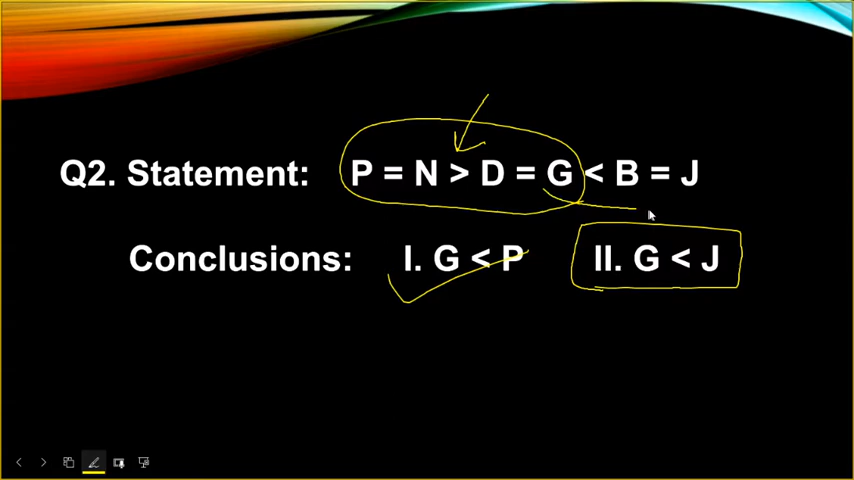 Q2. Statement: P = N > D = G < B = J
Conclusions: I. G < P II. G < J